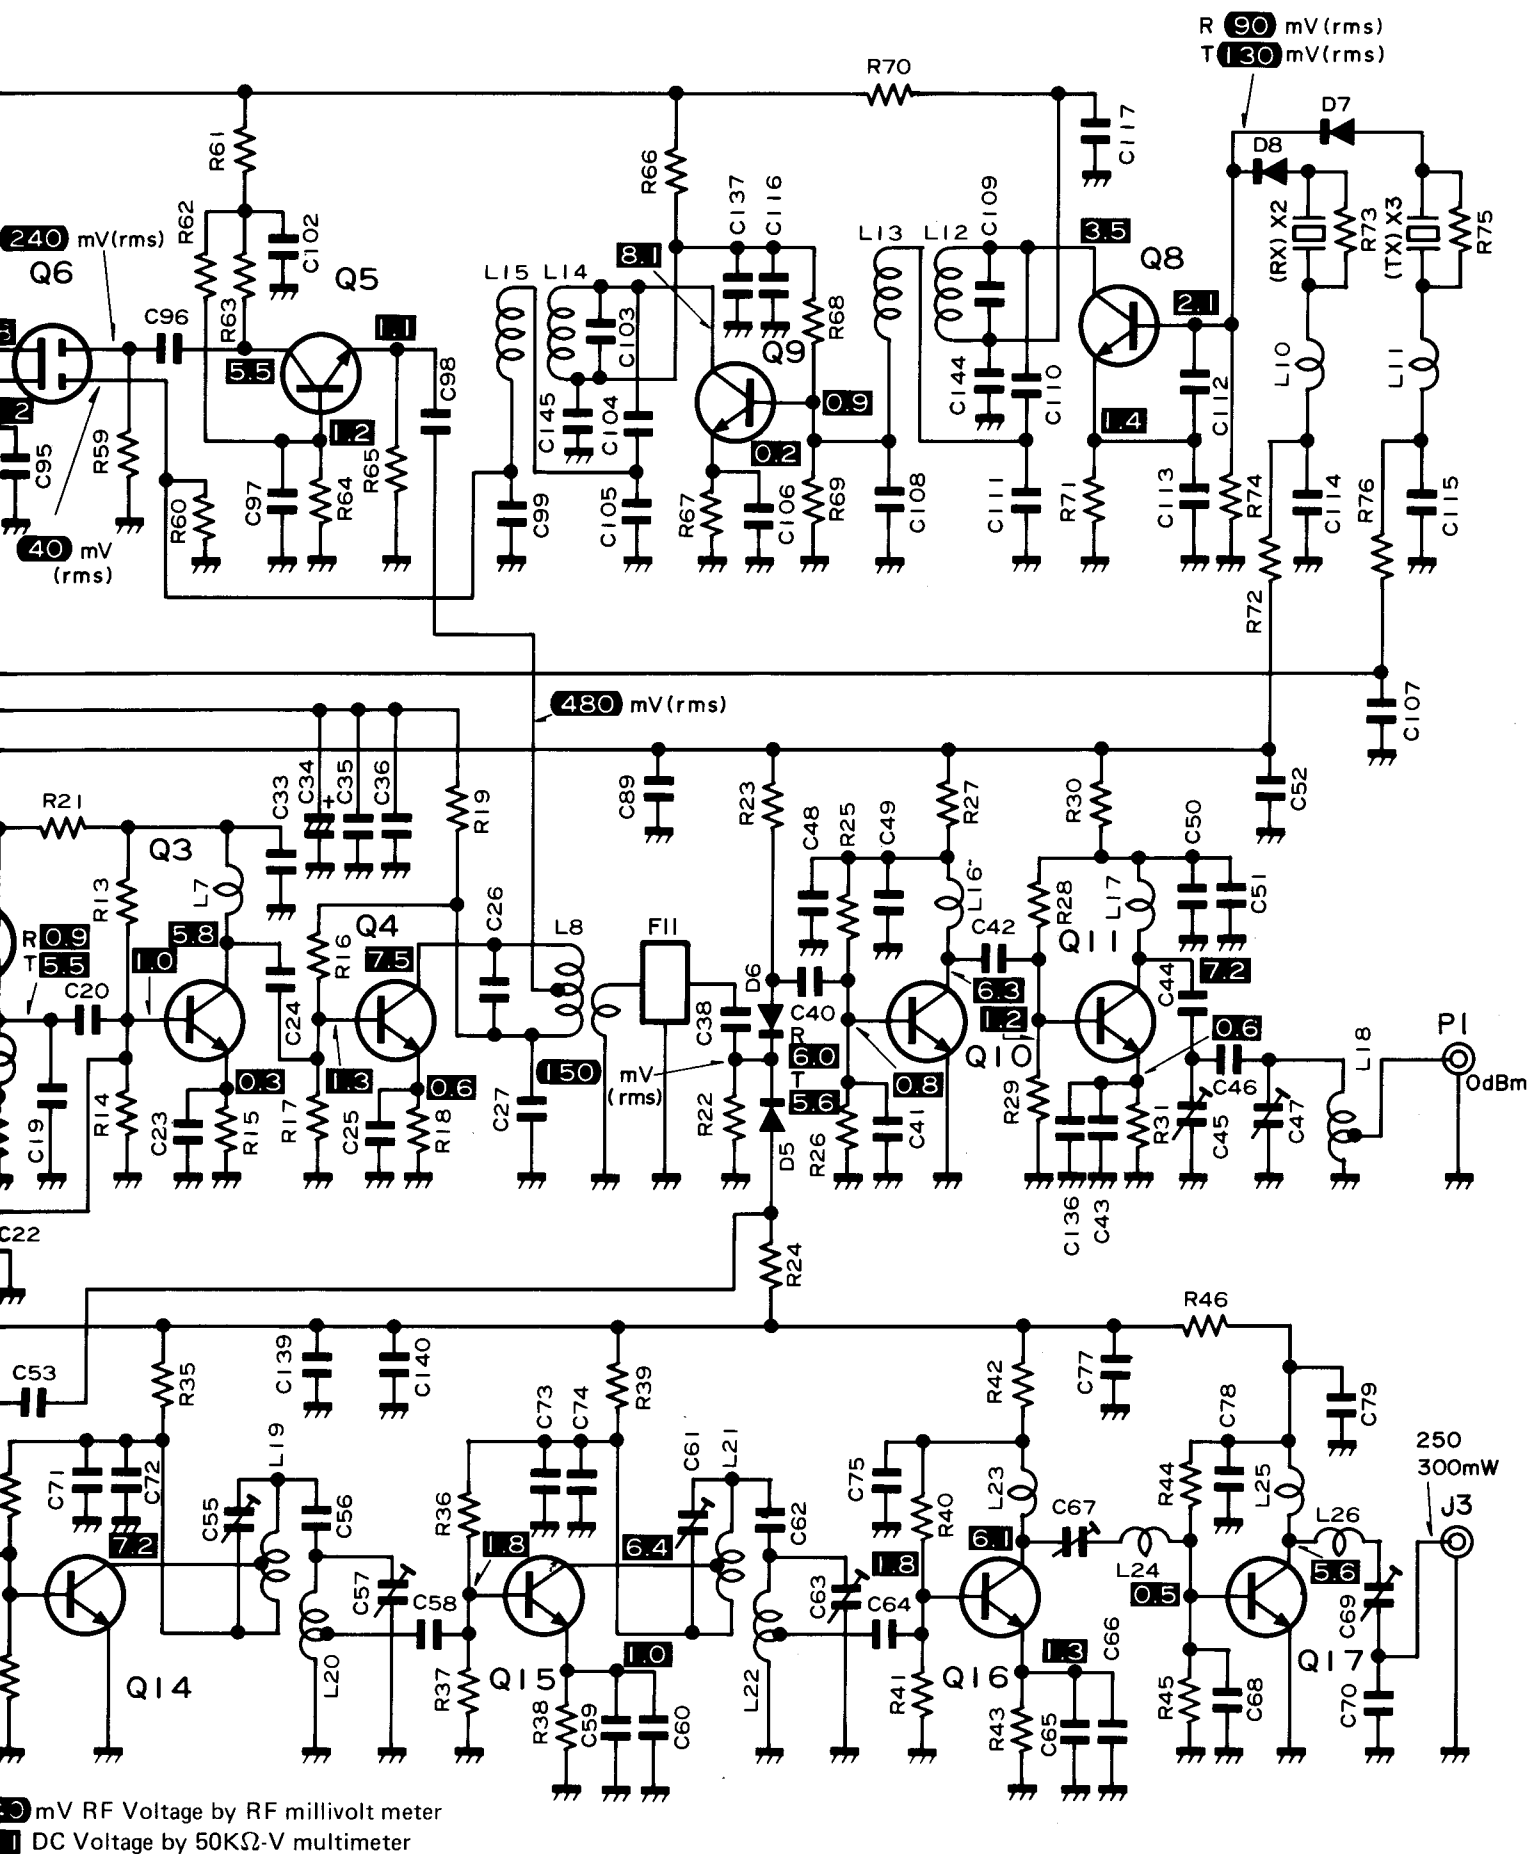 R 90 mV(rms)
T 130 mV(rms)
R70
D7
C117
R61
R66
D8
C137
C116
C109
R62
C102
(RX) X2
R73
(TX) X3
R75
240 mV(rms)
Q6
Q5
L15
L14
8.1
L13
L12
3.5
Q8
R63
C96
C103
R68
Q9
2.1
L10
L11
5.5
1.1
C98
C145
C104
0.9
C144
C110
C112
2
1.2
0.2
1.4
C95
R59
R60
C97
R64
R65
C99
C105
R67
C106
R69
C108
C111
R71
C113
R74
C114
R76
C115
40 mV
(rms)
R72
480 mV(rms)
C107
R21
C33
C34
+
C35
C36
R19
C89
R23
C48
R25
C49
R27
R30
C50
C52
Q3
R13
L7
L16
R28
L17
C51
C26
Q4
L8
F11
C42
Q11
R 0.9
T 5.5
1.0
5.8
R16
7.5
D6
C44
7.2
C20
C24
C38
C40
6.3
1.2
Q10
0.6
L18
P1
R
6.0
T
5.6
0dBm
C19
R14
C23
0.3
R15
R17
1.3
C25
0.6
R18
C27
150 mV
(rms)
R22
D5
R26
0.8
C41
R29
R31
C46
C45
C47
C136
C43
C22
R24
R46
C53
R35
C139
C140
C73
C74
R39
R42
C77
C78
C79
C71
C72
L19
C61
L21
C75
L23
R44
L25
250
300mW
C55
C56
R36
C62
R40
C67
L26
J3
7.2
1.8
6.4
1.8
6.1
L24
0.5
5.6
C57
C58
C63
C64
C69
Q14
L20
R37
Q15
1.0
L22
R41
Q16
1.3
C66
R45
C68
Q17
C70
R38
C59
C60
R43
C65
mV RF Voltage by RF millivolt meter
DC Voltage by 50KΩ-V multimeter